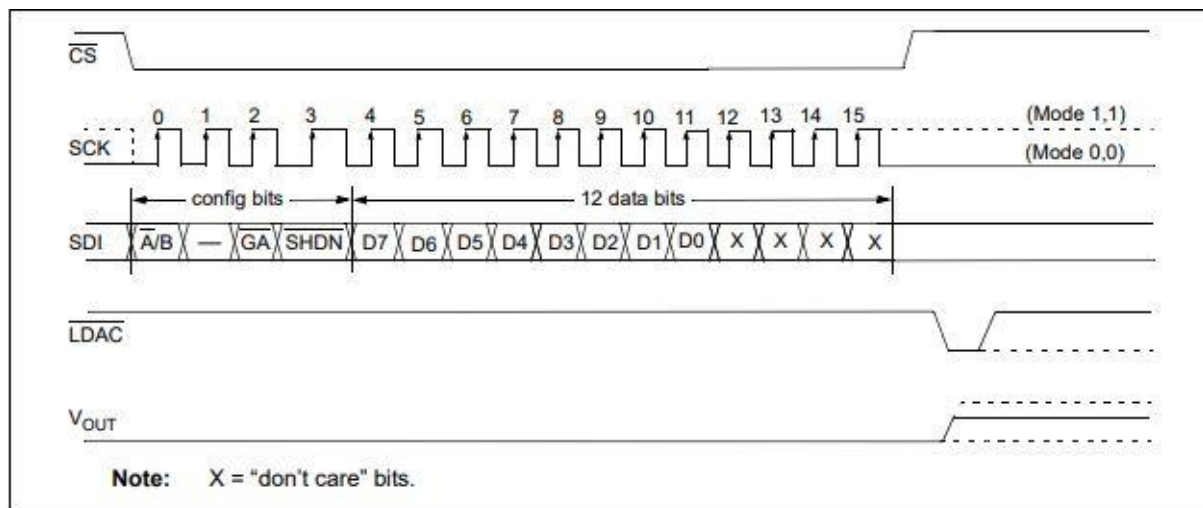 CS
0 1 2 3 4 5 6 7 8 9 10 11 12 13 14 15 (Mode 1,1)
SCK (Mode 0,0)
config bits 12 data bits
SDI A/B — GA SHDN D7 D6 D5 D4 D3 D2 D1 D0 X X X X
LDAC
VOUT
Note: X = “don’t care” bits.